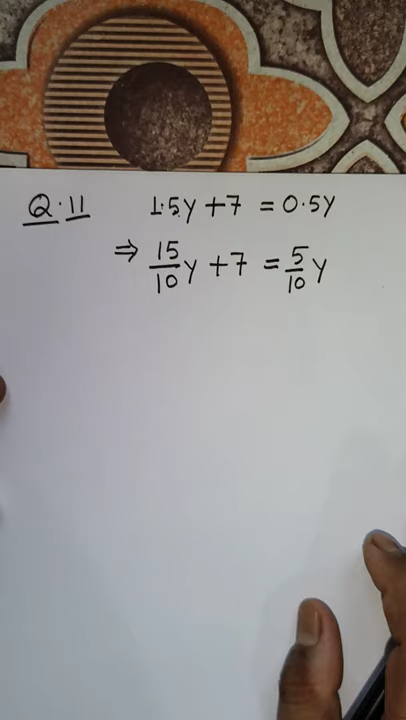 Q.11 1.5y + 7 = 0.5y
⇒ 15/10 y + 7 = 5/10 y